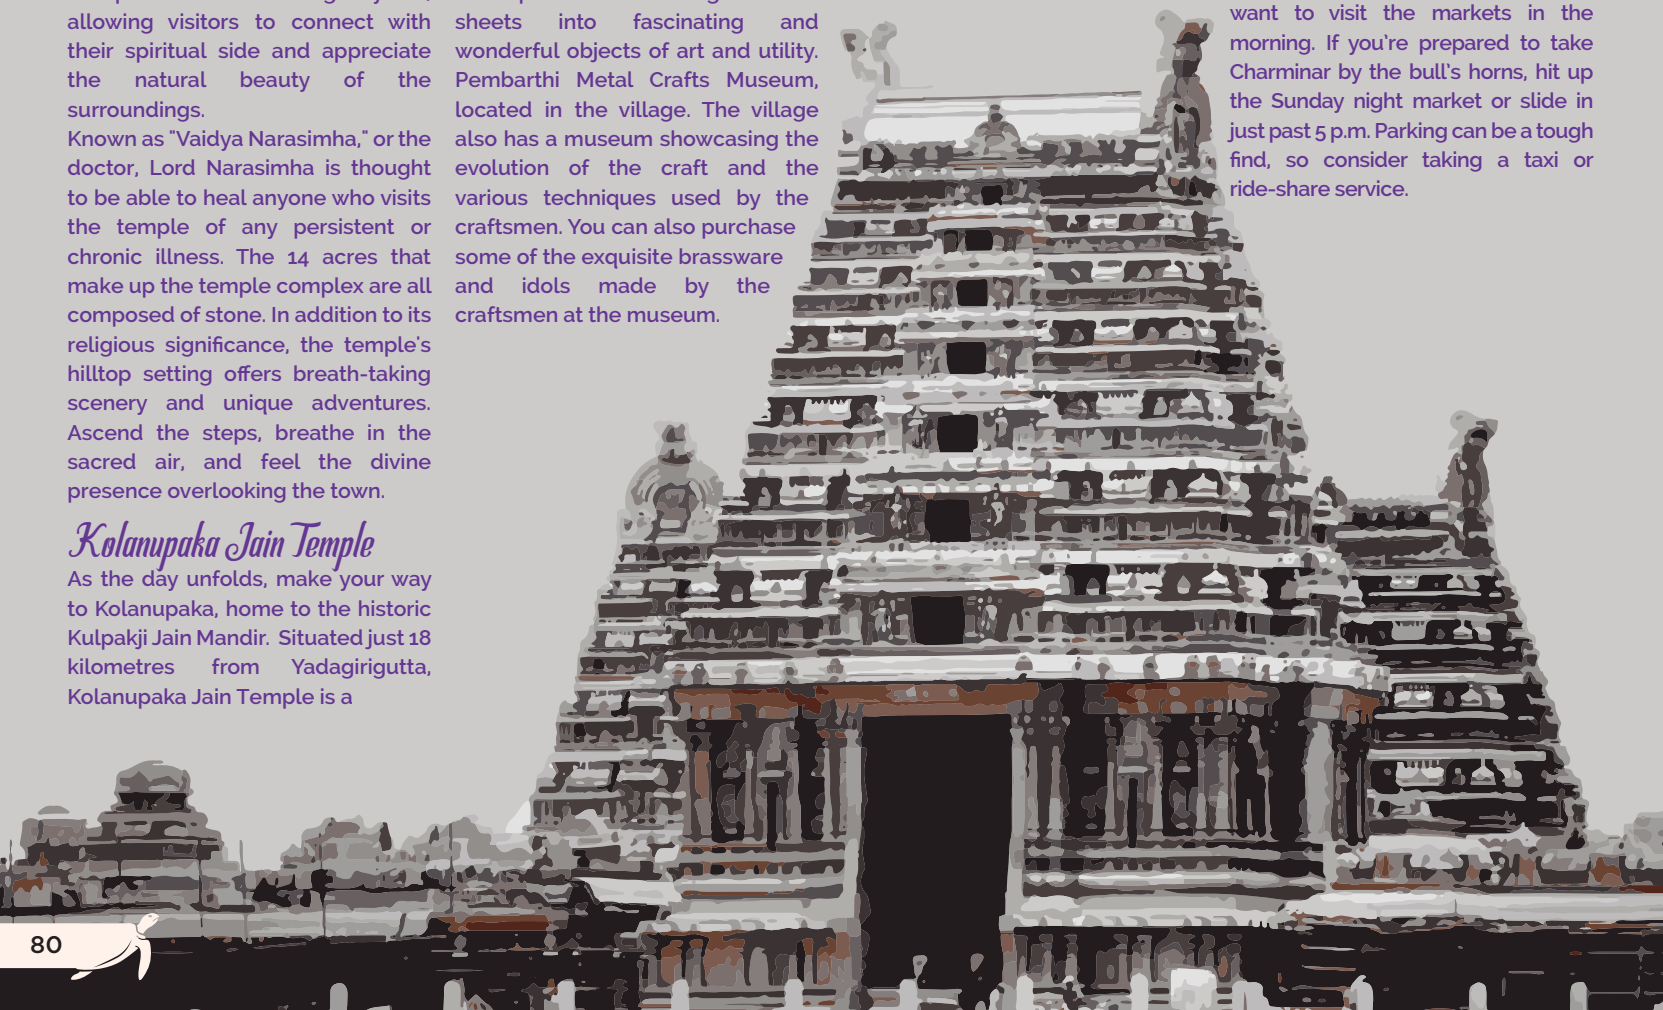 allowing visitors to connect with
their spiritual side and appreciate
the natural beauty of the
surroundings.
Known as "Vaidya Narasimha," or the
doctor, Lord Narasimha is thought
to be able to heal anyone who visits
the temple of any persistent or
chronic illness. The 14 acres that
make up the temple complex are all
composed of stone. In addition to its
religious significance, the temple's
hilltop setting offers breath-taking
scenery and unique adventures.
Ascend the steps, breathe in the
sacred air, and feel the divine
presence overlooking the town.
Kolanupaka Jain Temple
As the day unfolds, make your way
to Kolanupaka, home to the historic
Kulpakji Jain Mandir. Situated just 18
kilometres from Yadagirigutta,
Kolanupaka Jain Temple is a
sheets into fascinating and
wonderful objects of art and utility.
Pembarthi Metal Crafts Museum,
located in the village. The village
also has a museum showcasing the
evolution of the craft and the
various techniques used by the
craftsmen. You can also purchase
some of the exquisite brassware
and idols made by the
craftsmen at the museum.
want to visit the markets in the
morning. If you're prepared to take
Charminar by the bull's horns, hit up
the Sunday night market or slide in
just past 5 p.m. Parking can be a tough
find, so consider taking a taxi or
ride-share service.
80